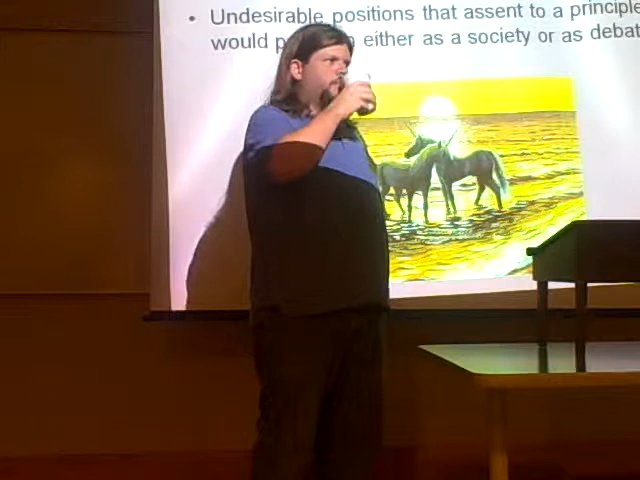 • Undesirable positions that assent to a principle
would either as a society or as debat